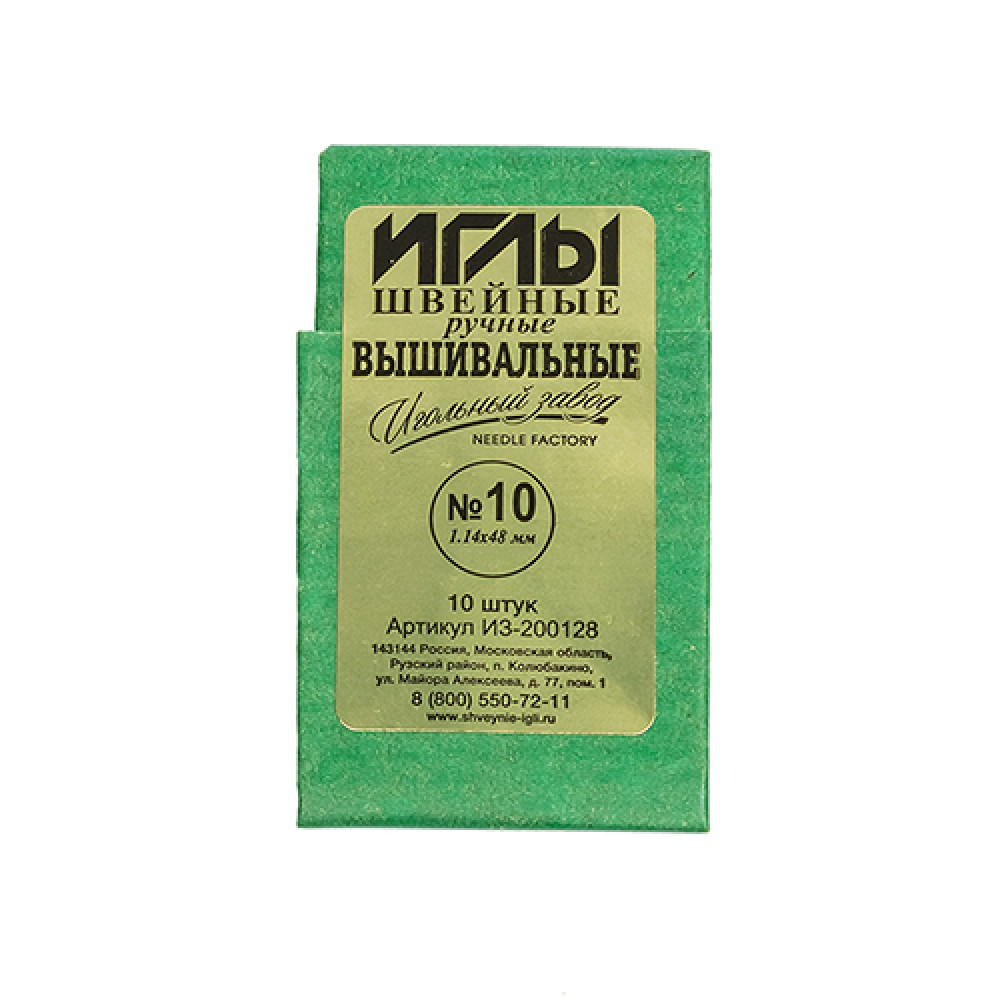 ИГЛЫ
ШВЕЙНЫЕ
ручные
ВЫШИВАЛЬНЫЕ
Игольный завод
NEEDLE FACTORY
№10
1.14x48 мм
10 штук
Артикул ИЗ-200128
143144 Россия, Московская область,
Рузский район, п. Колюбакино,
ул. Майора Алексеева, д. 77, пом. 1
8 (800) 550-72-11
www.shveynie-igli.ru